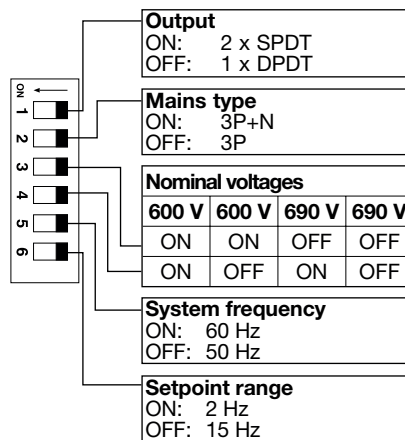 Output
ON: 2 x SPDT
OFF: 1 x DPDT
ON
1
2
3
4
5
6
Mains type
ON: 3P+N
OFF: 3P
Nominal voltages
600 V 600 V 690 V 690 V
ON ON OFF OFF
ON OFF ON OFF
System frequency
ON: 60 Hz
OFF: 50 Hz
Setpoint range
ON: 2 Hz
OFF: 15 Hz